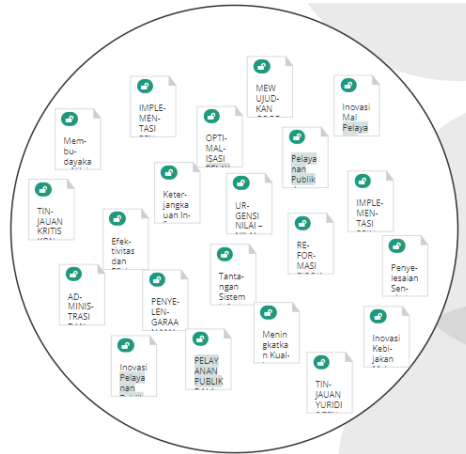 MEW
UJUD-
KAN
IMPLE-
MEN-
TASI
Inovasi
Mal
Pelaya
Mem-
bu-
dayaka
OPTI-
MAL-
ISASI
Pelaya
nan
Publik
Keter-
jangka
uan In-
UR-
GENSI
NILAI –
IMPLE-
MEN-
TASI
TIN-
JAUAN
KRITIS
Efek-
tivitas
dan
RE-
FOR-
MASI
Penye-
lesaian
Sen-
Tanta-
ngan
Sistem
AD-
MINIS-
TRASI
PENYE-
LEN-
GARAA
Menin
gkatka
n Kual-
Inovasi
Kebi-
jakan
Inovasi
Pelaya
nan
PELAY
ANAN
PUBLIK
TIN-
JAUAN
YURIDI